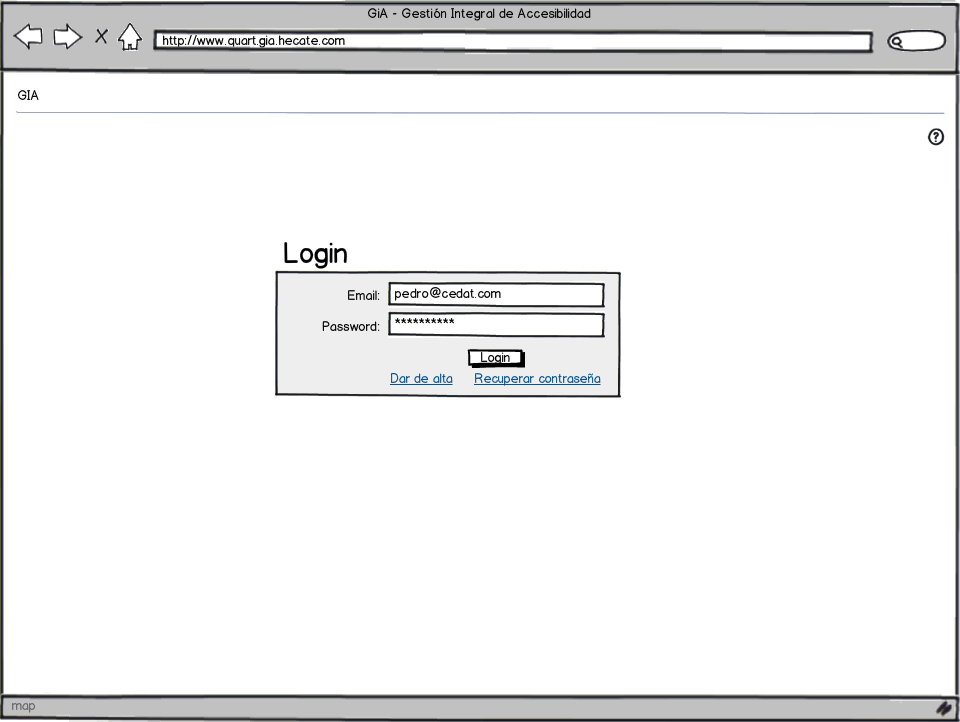 GiA - Gestión Integral de Accesibilidad
http://www.quart.gia.hecate.com
GIA
?
Login
Email: pedro@cedat.com
Password: **********
Login
Dar de alta Recuperar contraseña
map